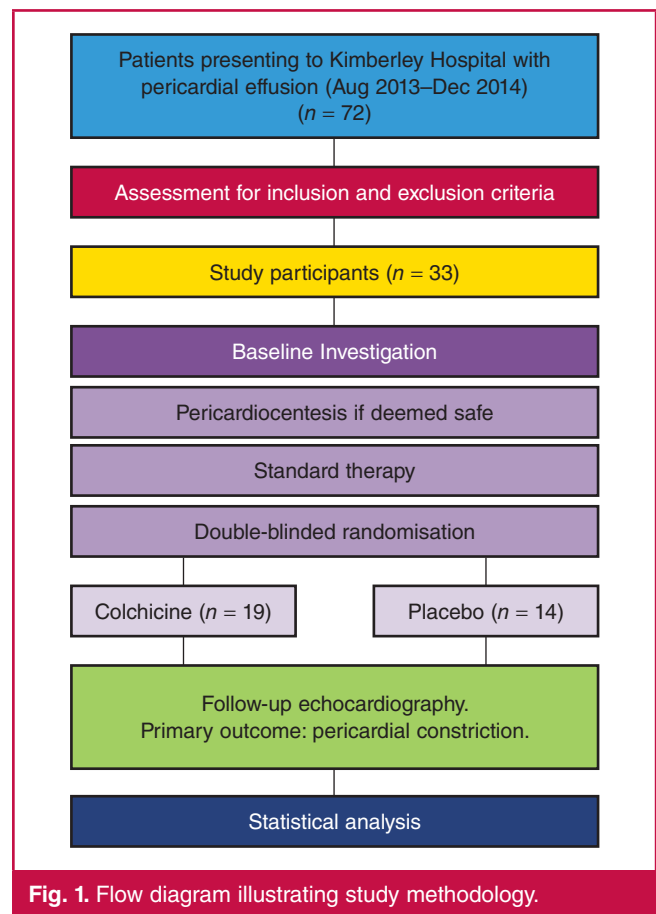 Patients presenting to Kimberley Hospital with
pericardial effusion (Aug 2013–Dec 2014)
(n = 72)
Assessment for inclusion and exclusion criteria
Study participants (n = 33)
Baseline Investigation
Pericardiocentesis if deemed safe
Standard therapy
Double-blinded randomisation
Colchicine (n = 19)
Placebo (n = 14)
Follow-up echocardiography.
Primary outcome: pericardial constriction.
Statistical analysis
Fig. 1. Flow diagram illustrating study methodology.